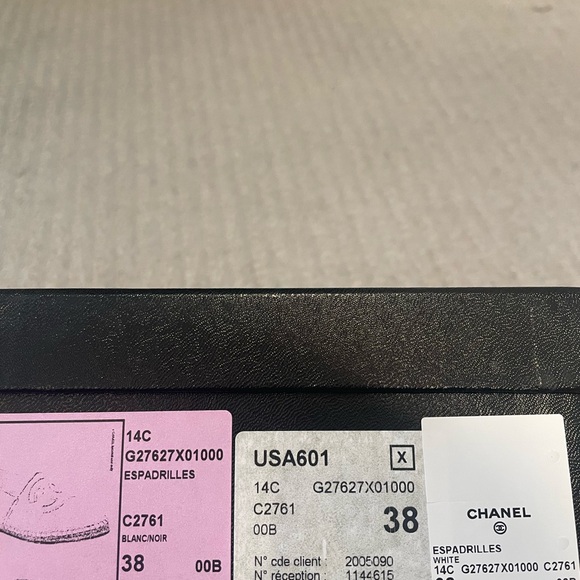 14C
G27627X01000
ESPADRILLES
C2761
BLANC/NOIR
38 00B
USA601 X
14C G27627X01000
C2761
00B 38
N° cde client : 2005090
N° réception : 1144615
CHANEL
ESPADRILLES
WHITE
14C G27627X01000 C2761